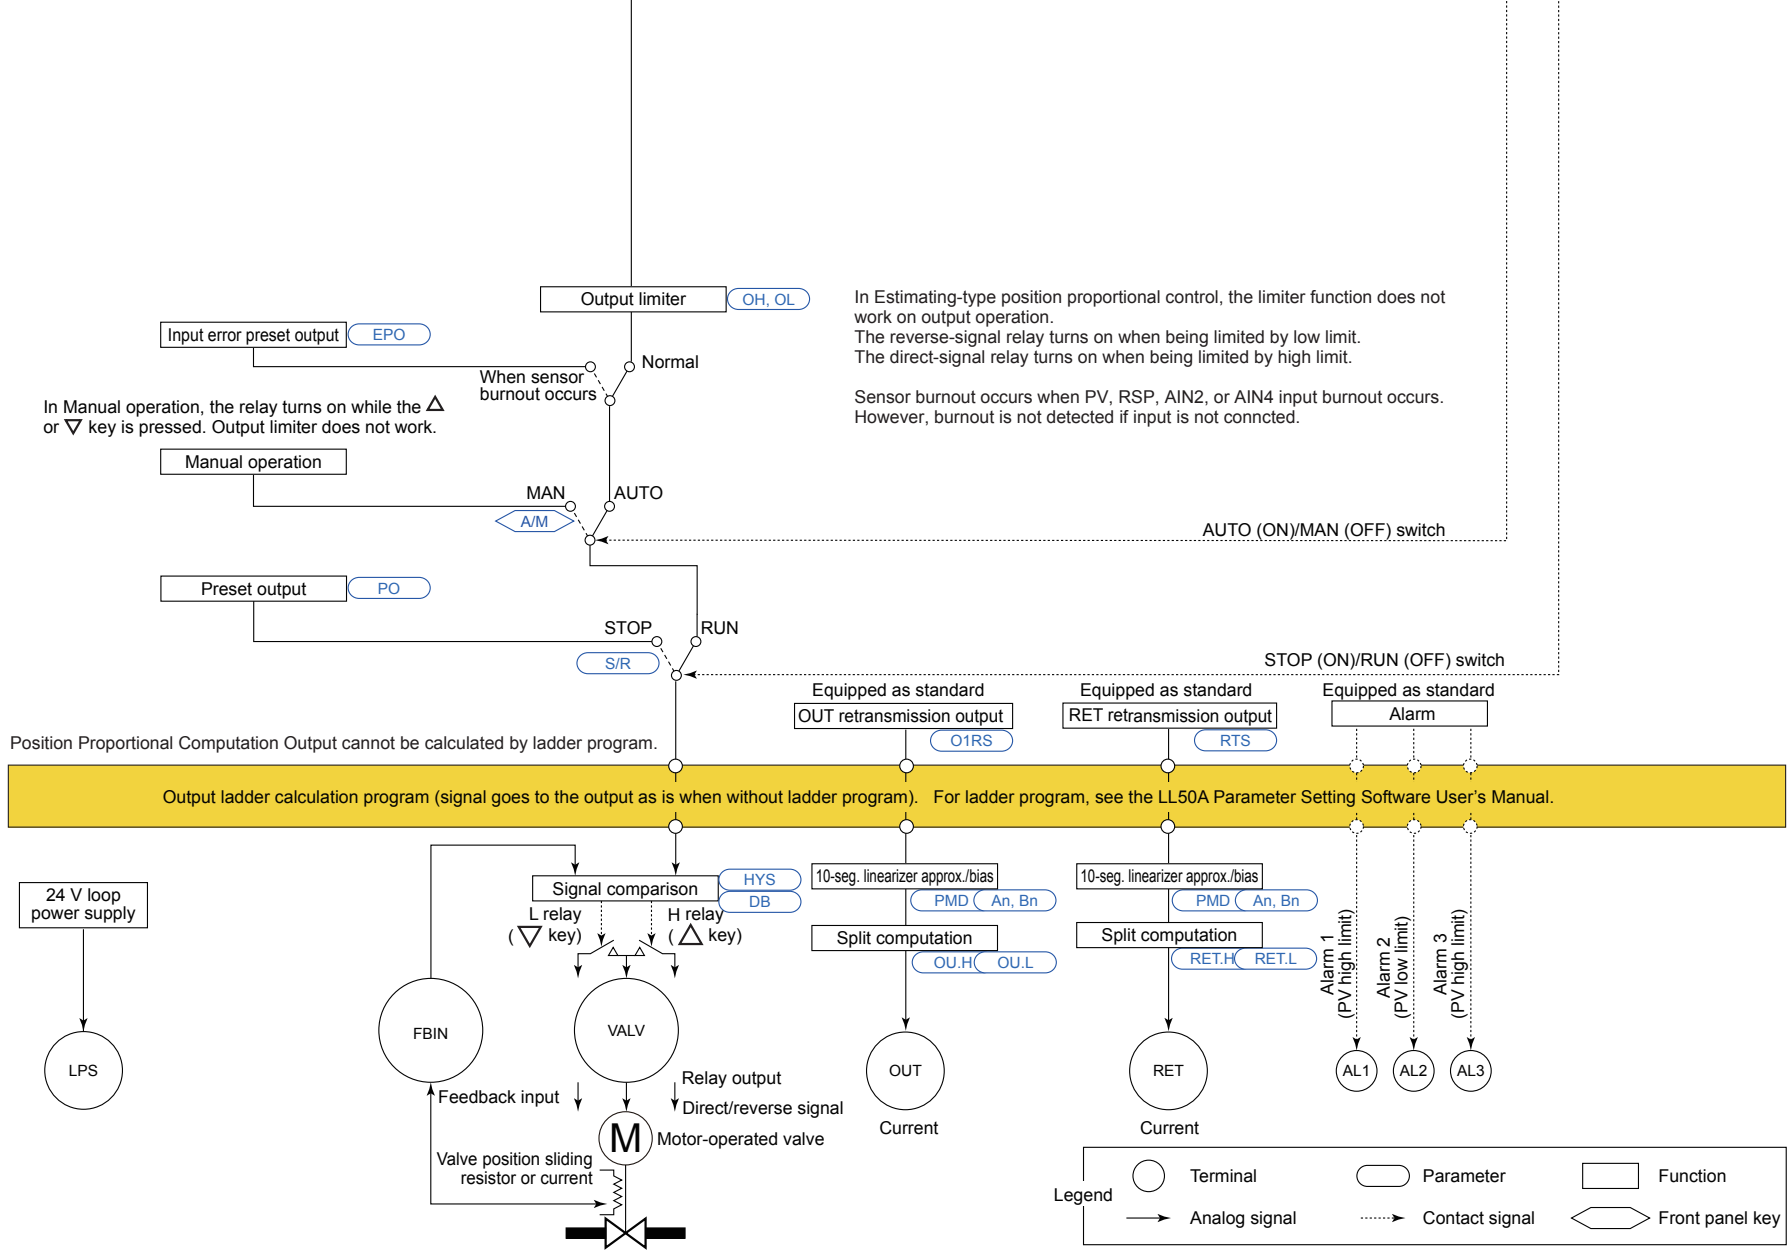 Output limiter
OH, OL
In Estimating-type position proportional control, the limiter function does not
work on output operation.
The reverse-signal relay turns on when being limited by low limit.
The direct-signal relay turns on when being limited by high limit.
Input error preset output
EPO
When sensor
burnout occurs
Normal
Sensor burnout occurs when PV, RSP, AIN2, or AIN4 input burnout occurs.
However, burnout is not detected if input is not conncted.
In Manual operation, the relay turns on while the △
or ▽ key is pressed. Output limiter does not work.
Manual operation
MAN
AUTO
A/M
AUTO (ON)/MAN (OFF) switch
Preset output
PO
STOP
RUN
S/R
STOP (ON)/RUN (OFF) switch
Equipped as standard
OUT retransmission output
O1RS
Equipped as standard
RET retransmission output
RTS
Equipped as standard
Alarm
Position Proportional Computation Output cannot be calculated by ladder program.
Output ladder calculation program (signal goes to the output as is when without ladder program). For ladder program, see the LL50A Parameter Setting Software User's Manual.
24 V loop
power supply
LPS
Signal comparison
HYS
DB
L relay
( ▽ key)
H relay
( △ key)
FBIN
VALV
Feedback input
Relay output
Direct/reverse signal
M
Motor-operated valve
Valve position sliding
resistor or current
10-seg. linearizer approx./bias
PMD
An, Bn
Split computation
OU.H
OU.L
OUT
Current
10-seg. linearizer approx./bias
PMD
An, Bn
Split computation
RET.H
RET.L
RET
Current
Alarm 1
(PV high limit)
Alarm 2
(PV low limit)
Alarm 3
(PV high limit)
AL1
AL2
AL3
Legend
Terminal
Parameter
Function
Analog signal
Contact signal
Front panel key